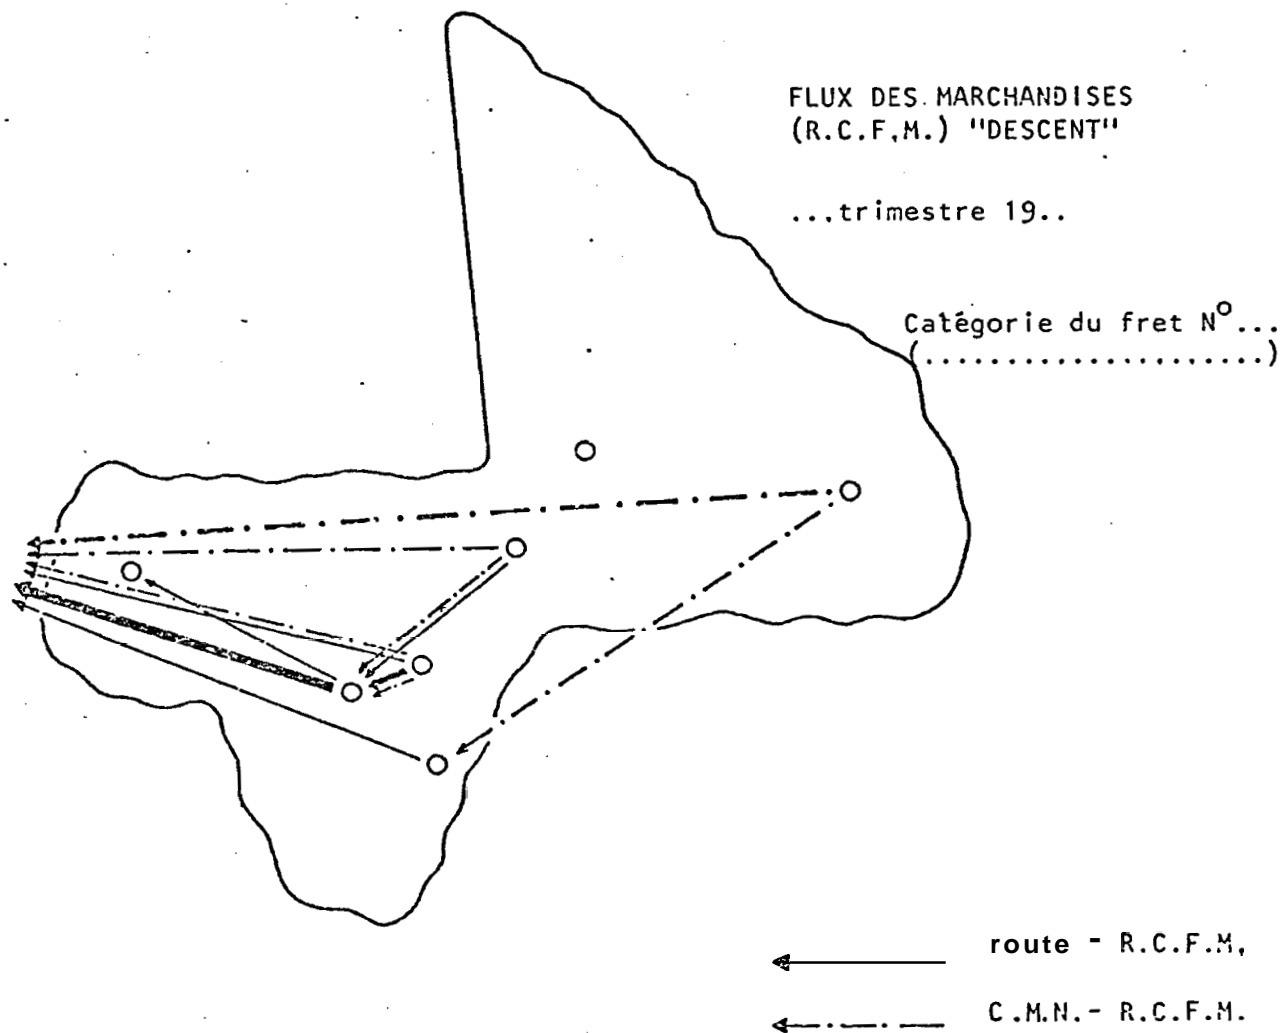 FLUX DES MARCHANDISES
(R.C.F.M.) "DESCENT"
...trimestre 19..
Catégorie du fret N°...
(.....................)
route - R.C.F.M.
C.M.N.- R.C.F.M.